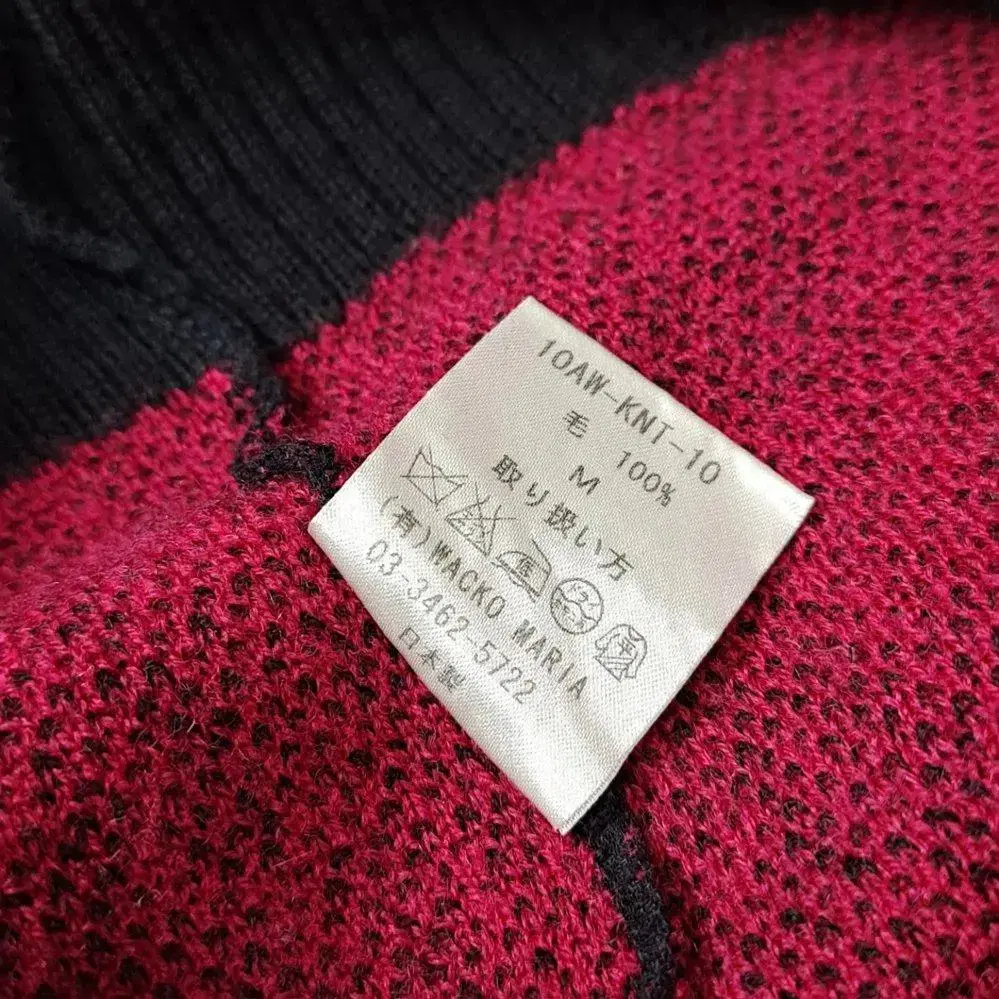 10AW-KNT-10
毛 100%
M
取り扱い方
(有)WACKO MARIA
03-3462-5722
日本製